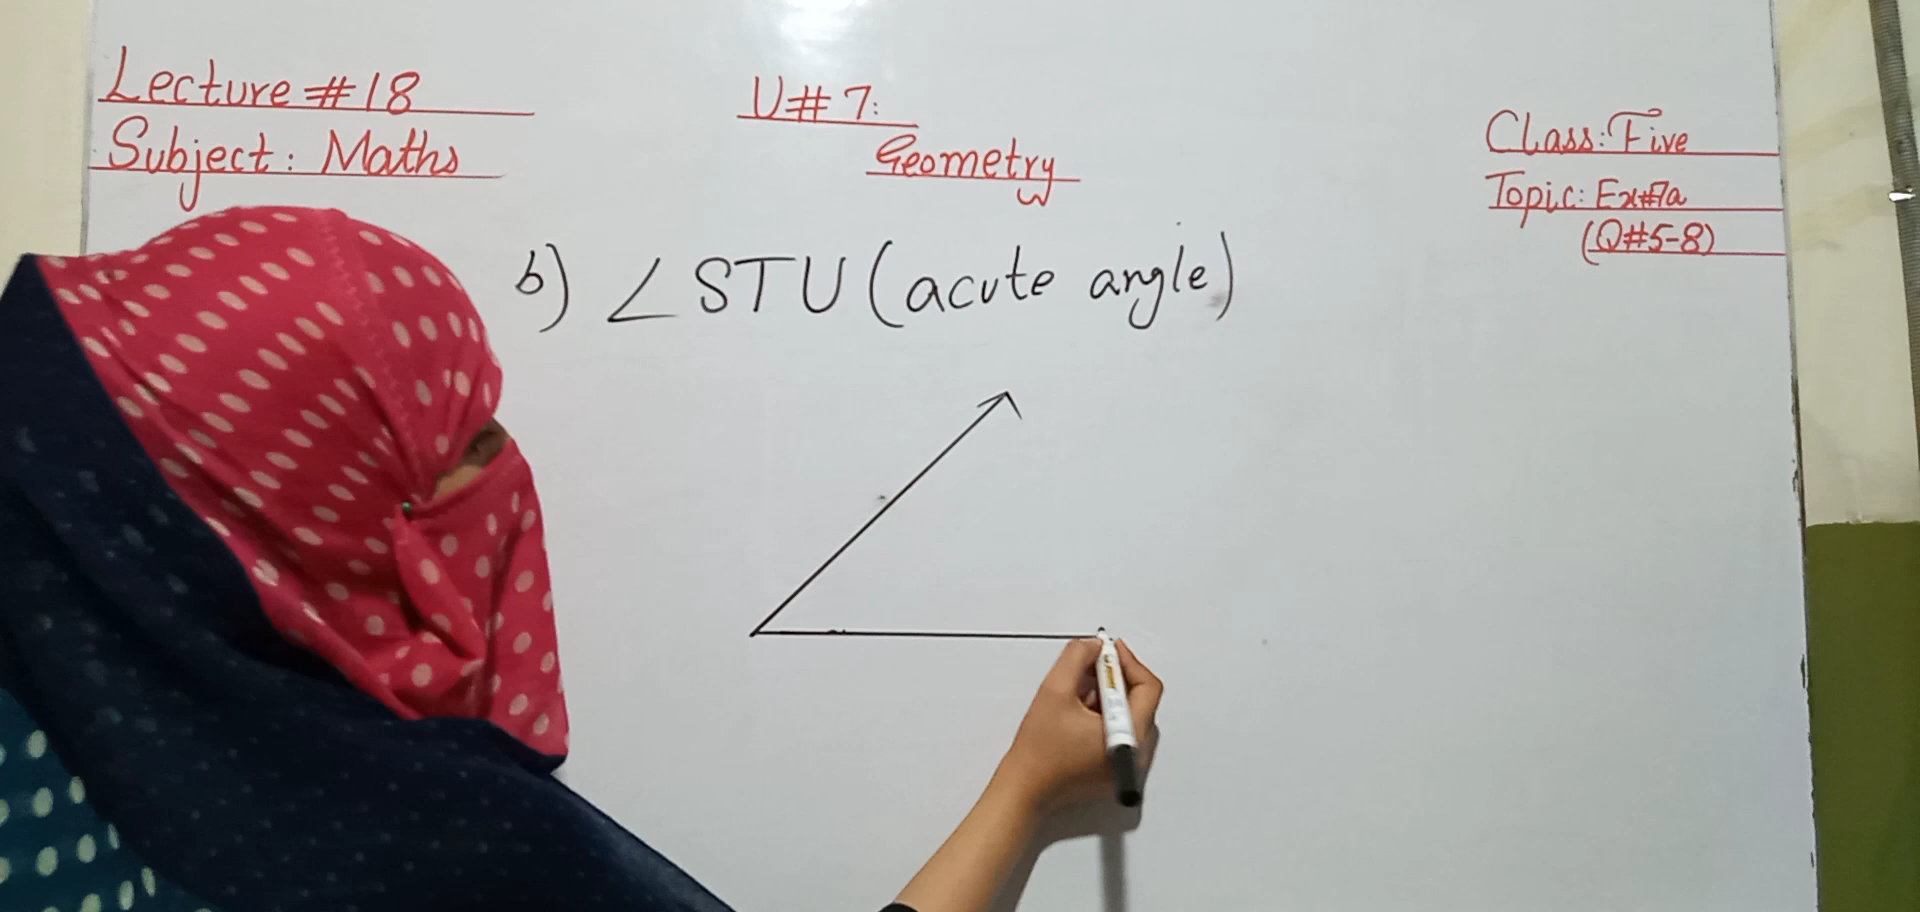 Lecture #18
Subject: Maths
U# 7:
Geometry
Class: Five
Topic: Ex#7a
(Q#5-8)
b) ∠STU (acute angle)